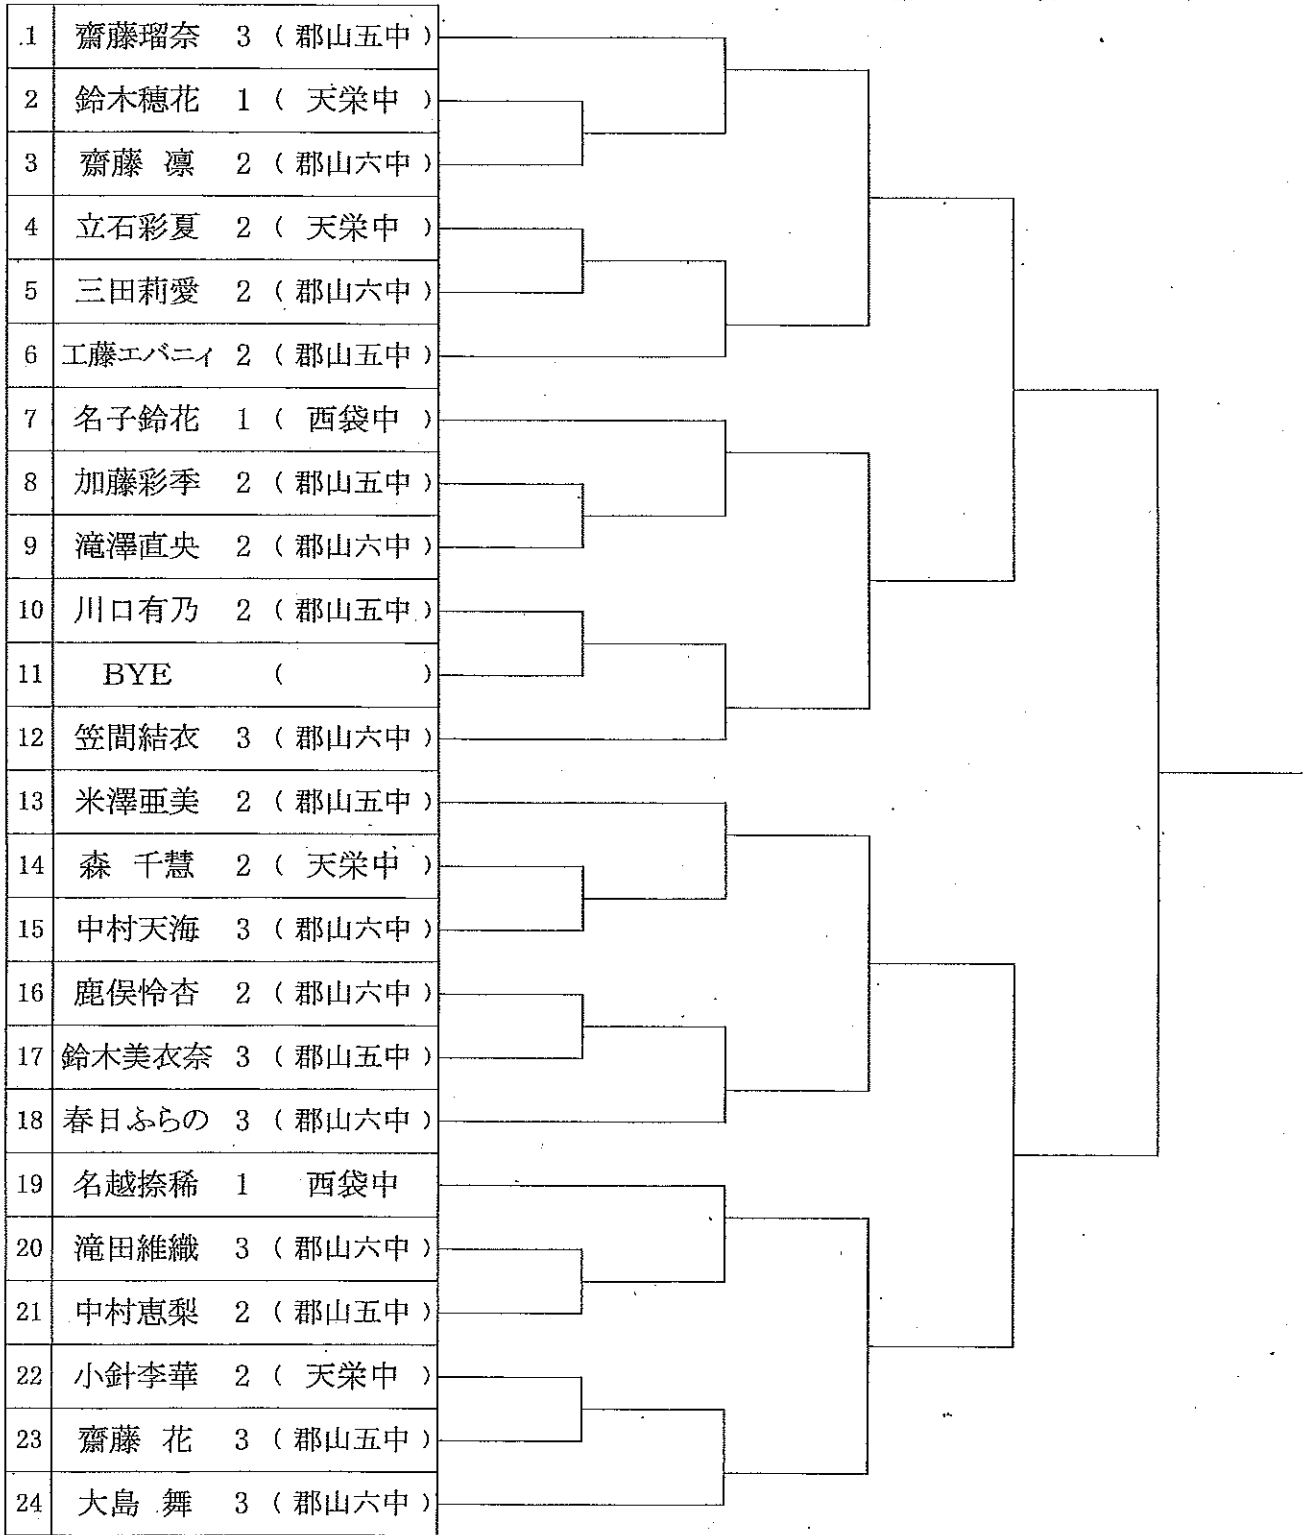 1 齋藤瑠奈 3 ( 郡山五中 )
2 鈴木穂花 1 ( 天栄中 )
3 齋藤 凛 2 ( 郡山六中 )
4 立石彩夏 2 ( 天栄中 )
5 三田莉愛 2 ( 郡山六中 )
6 工藤エバニィ 2 ( 郡山五中 )
7 名子鈴花 1 ( 西袋中 )
8 加藤彩季 2 ( 郡山五中 )
9 滝澤直央 2 ( 郡山六中 )
10 川口有乃 2 ( 郡山五中 )
11 BYE ( )
12 笠間結衣 3 ( 郡山六中 )
13 米澤亜美 2 ( 郡山五中 )
14 森 千慧 2 ( 天栄中 )
15 中村天海 3 ( 郡山六中 )
16 鹿俣怜杏 2 ( 郡山六中 )
17 鈴木美衣奈 3 ( 郡山五中 )
18 春日ふらの 3 ( 郡山六中 )
19 名越捺稀 1 西袋中
20 滝田維織 3 ( 郡山六中 )
21 中村恵梨 2 ( 郡山五中 )
22 小針李華 2 ( 天栄中 )
23 齋藤 花 3 ( 郡山五中 )
24 大島 舞 3 ( 郡山六中 )